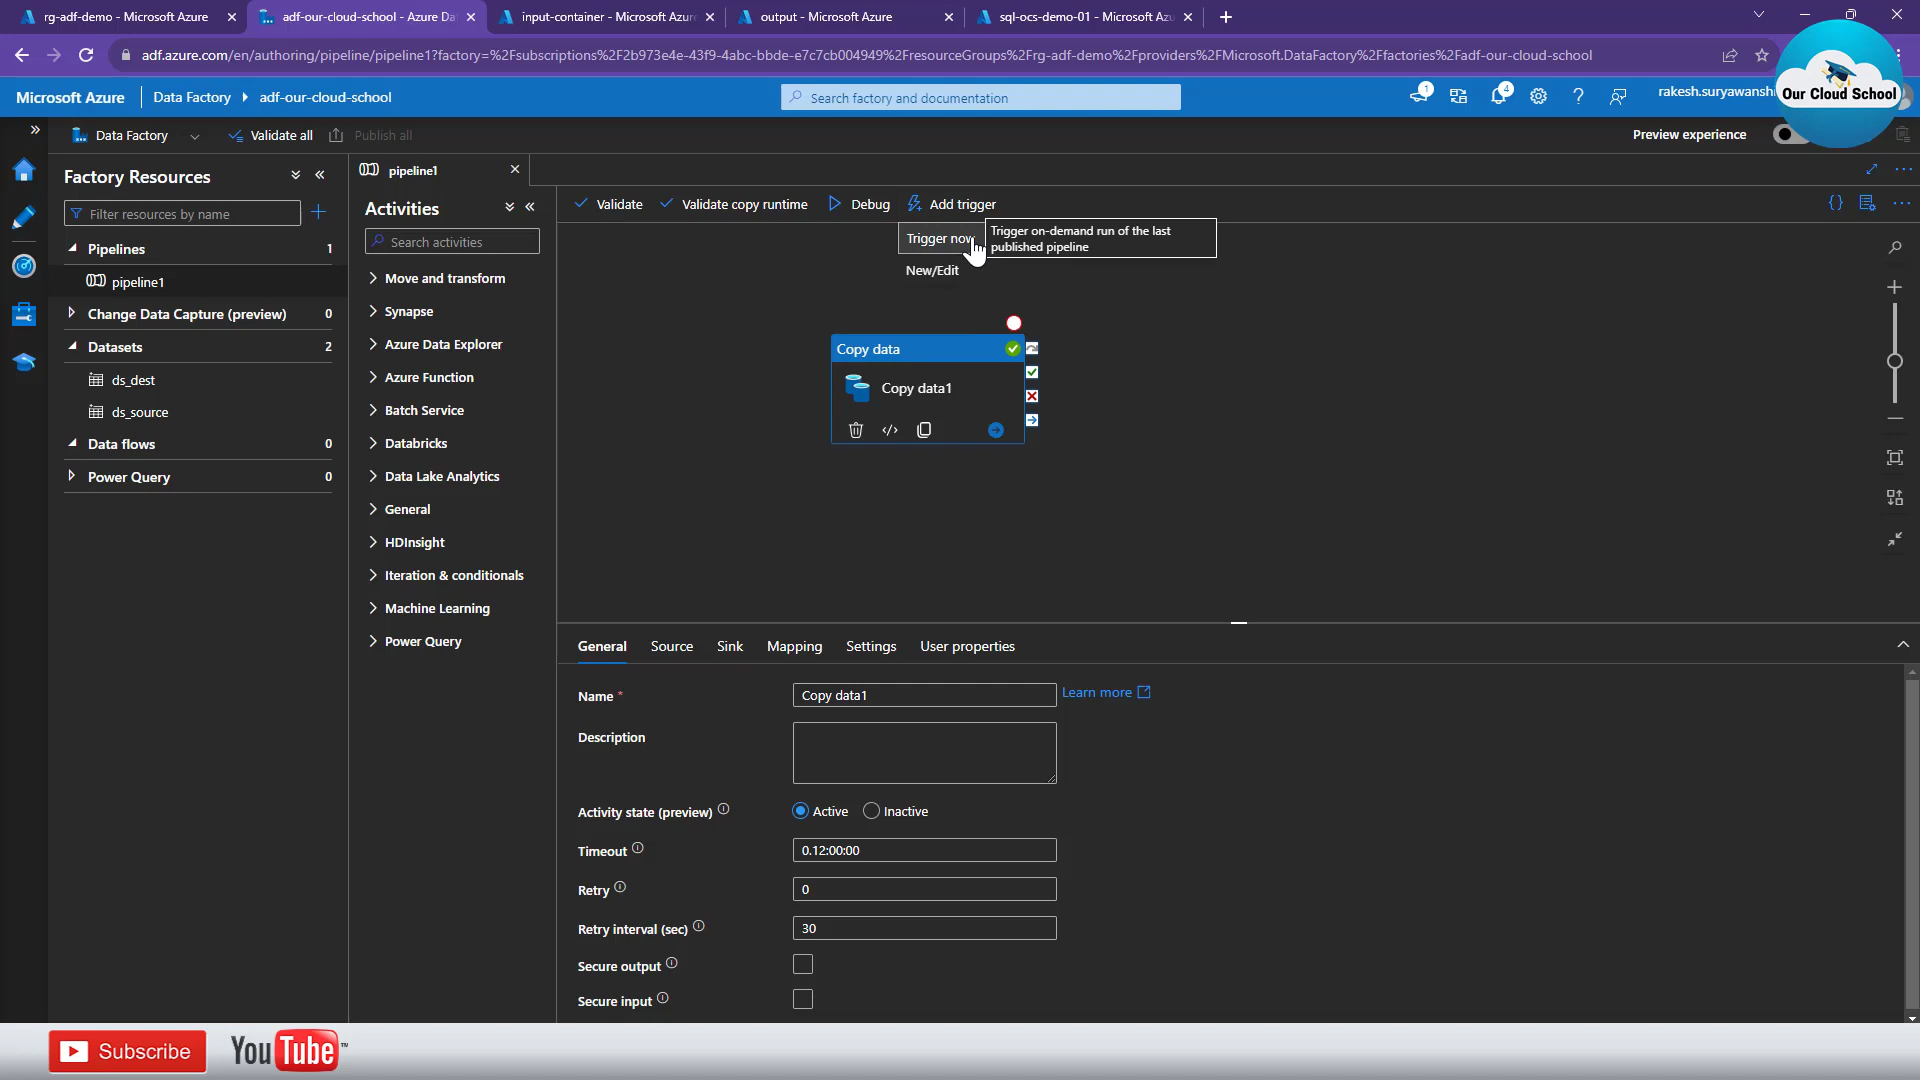 rg-adf-demo - Microsoft Azure
adf-our-cloud-school - Azure Da
input-container - Microsoft Azure
output - Microsoft Azure
sql-ocs-demo-01 - Microsoft Azu
adf.azure.com/en/authoring/pipeline/pipeline1?factory=%2Fsubscriptions%2F2b973e4e-43f9-4abc-bbde-e7c7cb004949%2FresourceGroups%2Frg-adf-demo%2Fproviders%2FMicrosoft.DataFactory%2Ffactories%2Fadf-our-cloud-school
Microsoft Azure
Data Factory
adf-our-cloud-school
Search factory and documentation
1
4
rakesh.suryawansh
Our Cloud School
Data Factory
Validate all
Publish all
Preview experience
Factory Resources
Filter resources by name
Pipelines 1
pipeline1
Change Data Capture (preview) 0
Datasets 2
ds_dest
ds_source
Data flows 0
Power Query 0
pipeline1
Activities
Search activities
Move and transform
Synapse
Azure Data Explorer
Azure Function
Batch Service
Databricks
Data Lake Analytics
General
HDInsight
Iteration & conditionals
Machine Learning
Power Query
Validate
Validate copy runtime
Debug
Add trigger
Trigger now
New/Edit
Trigger on-demand run of the last
published pipeline
Copy data
Copy data1
General
Source
Sink
Mapping
Settings
User properties
Name *
Copy data1
Learn more
Description
Activity state (preview)
Active
Inactive
Timeout
0.12:00:00
Retry
0
Retry interval (sec)
30
Secure output
Secure input
Subscribe
YouTube